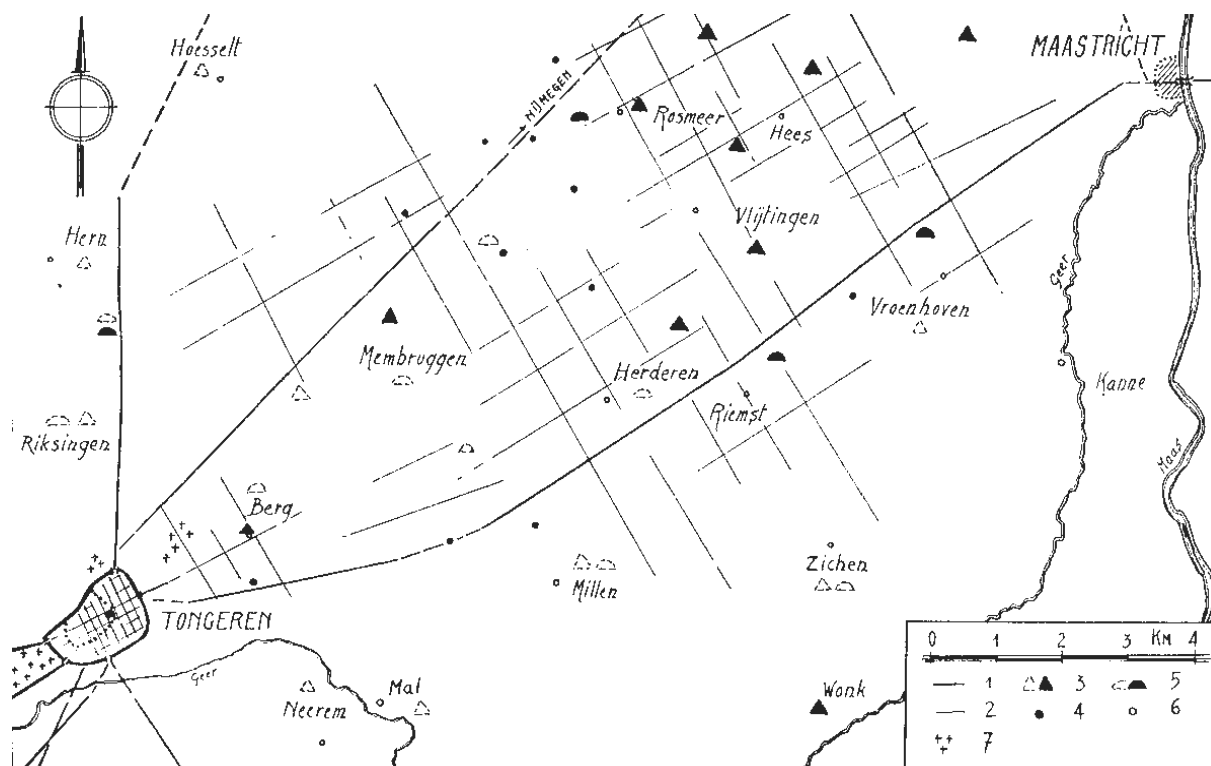 Hoesselt
MAASTRICHT
NIJMEGEN
Rosmeer
Hees
Vlijtingen
Hern
Geer
Vroenhoven
Membruggen
Herderen
Kanne
Riemst
Riksingen
Maas
Berg
Zichen
Millen
TONGEREN
Geer
Mal
Neerem
Wonk
0 1 2 3 KM 4
1 3 5
2 4 6
7